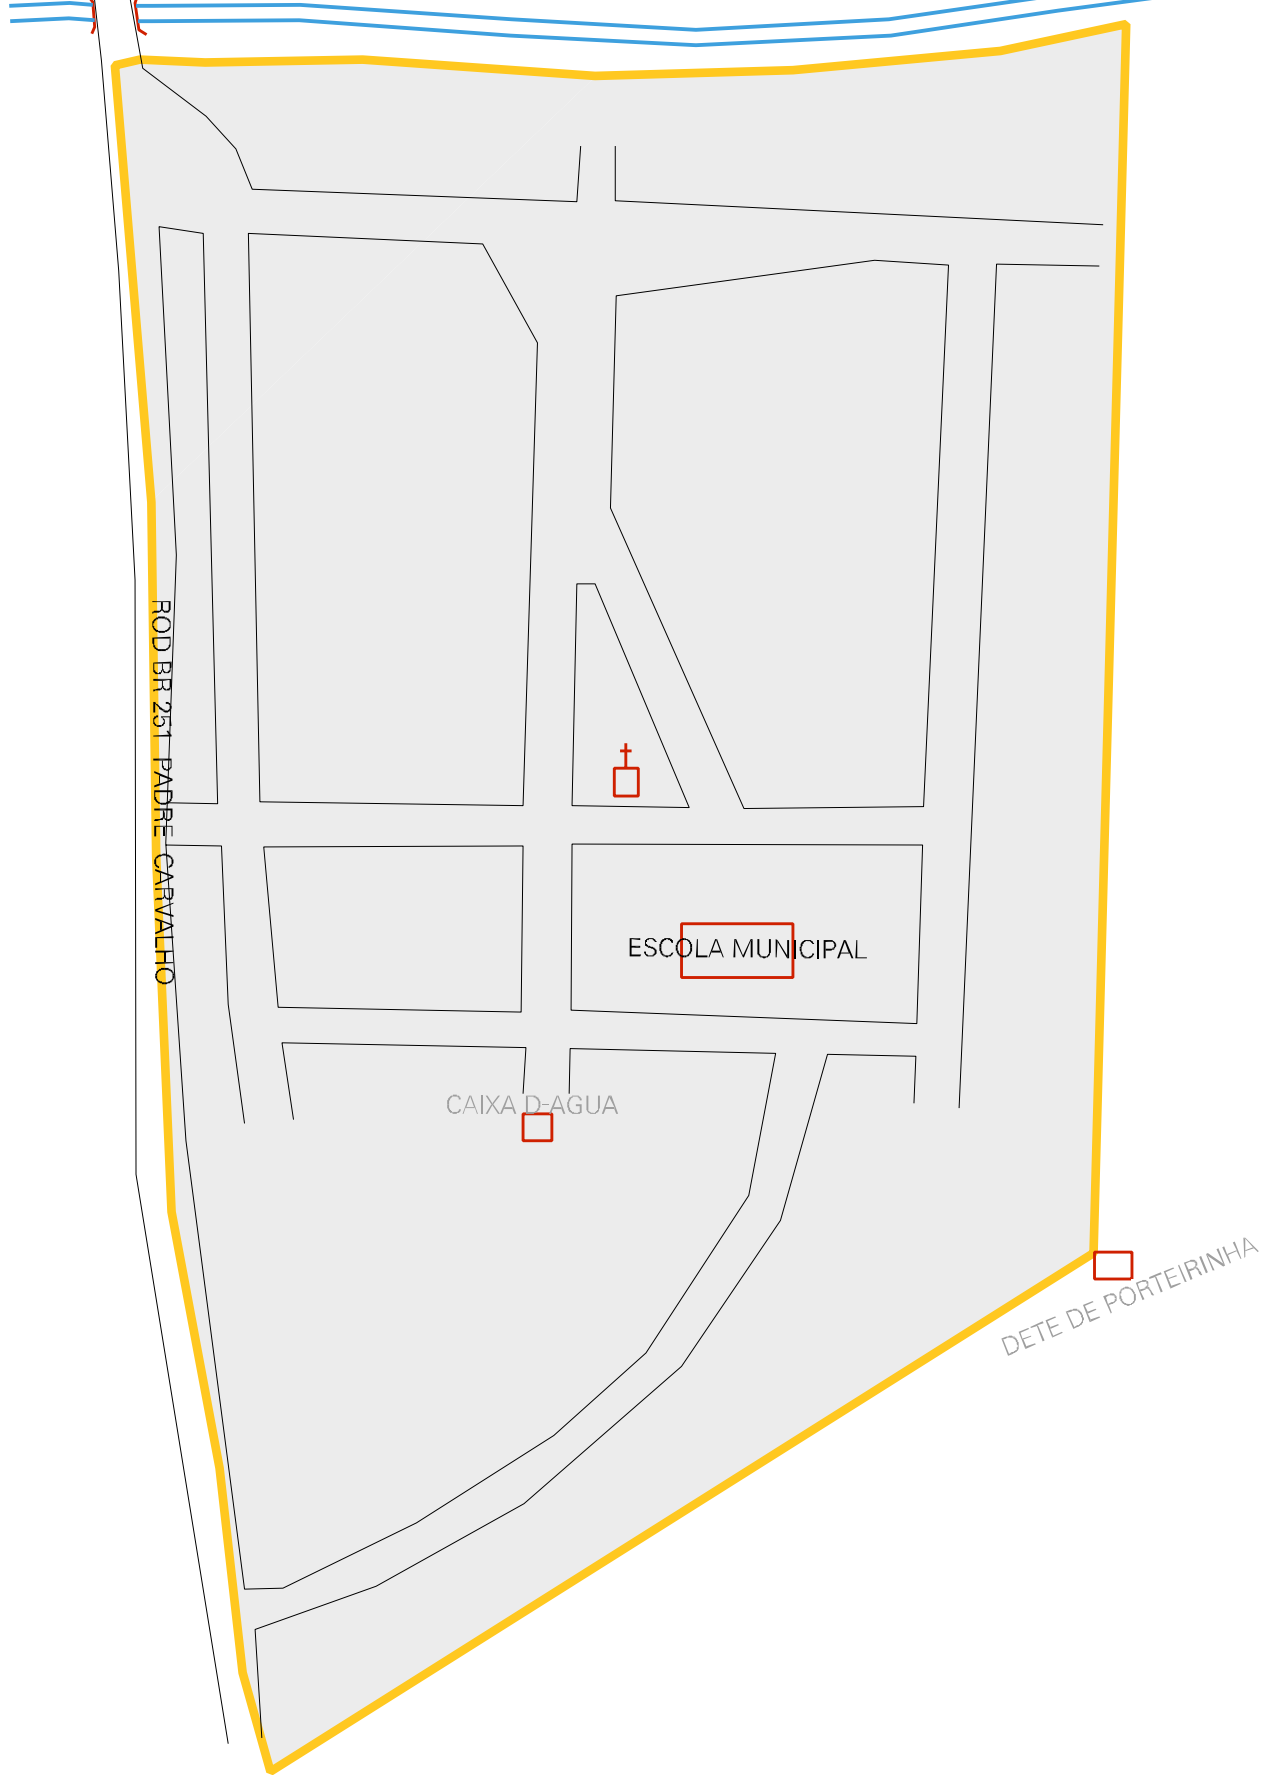 ROD BR 251 PADRE CARVALHO
ESCOLA MUNICIPAL
CAIXA D-AGUA
DETE DE PORTEIRINHA